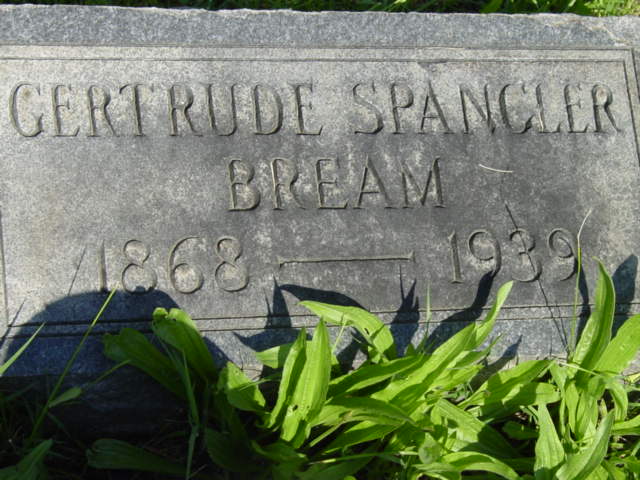 GERTRUDE SPANGLER
BREAM
1868 — 1939